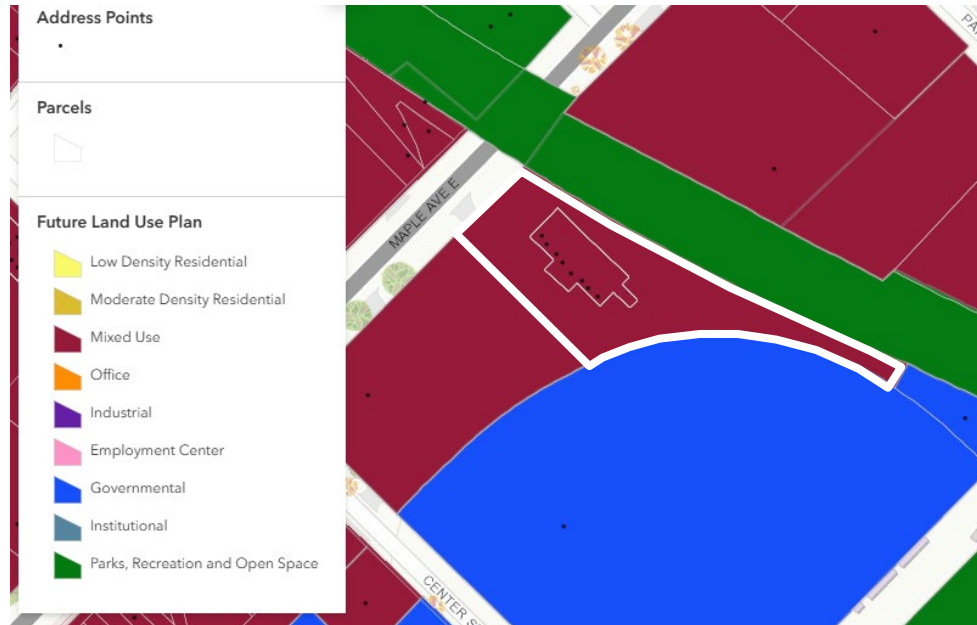 Address Points
Parcels
Future Land Use Plan
Low Density Residential
Moderate Density Residential
Mixed Use
Office
Industrial
Employment Center
Governmental
Institutional
Parks, Recreation and Open Space
MAPLE AVE E
CENTER S
PA